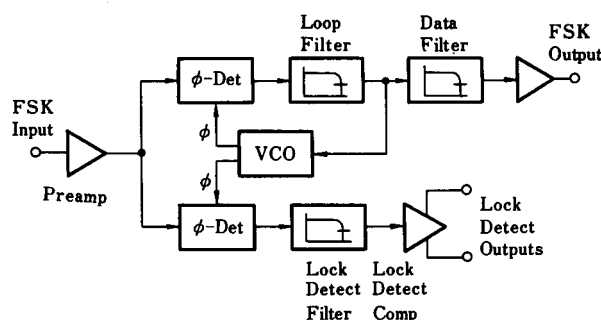 Loop
Filter
Data
Filter
FSK
Output
ϕ-Det
FSK
Input
ϕ
VCO
Preamp
ϕ
ϕ-Det
Lock
Detect
Outputs
Lock
Detect
Filter
Lock
Detect
Comp